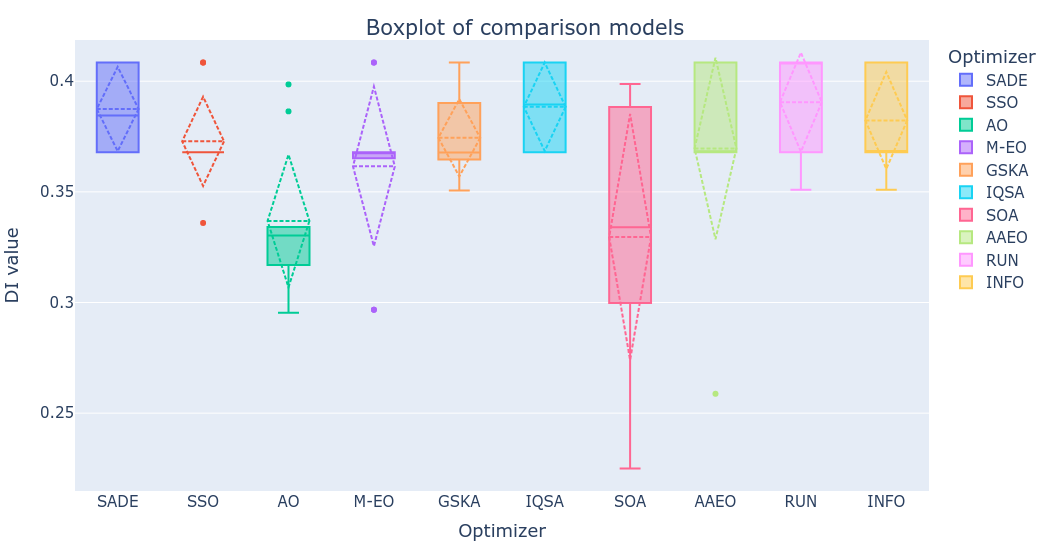 Boxplot of comparison models
DI value
0.4
0.35
0.3
0.25
SADE SSO AO M-EO GSKA IQSA SOA AAEO RUN INFO
Optimizer
Optimizer
SADE
SSO
AO
M-EO
GSKA
IQSA
SOA
AAEO
RUN
INFO